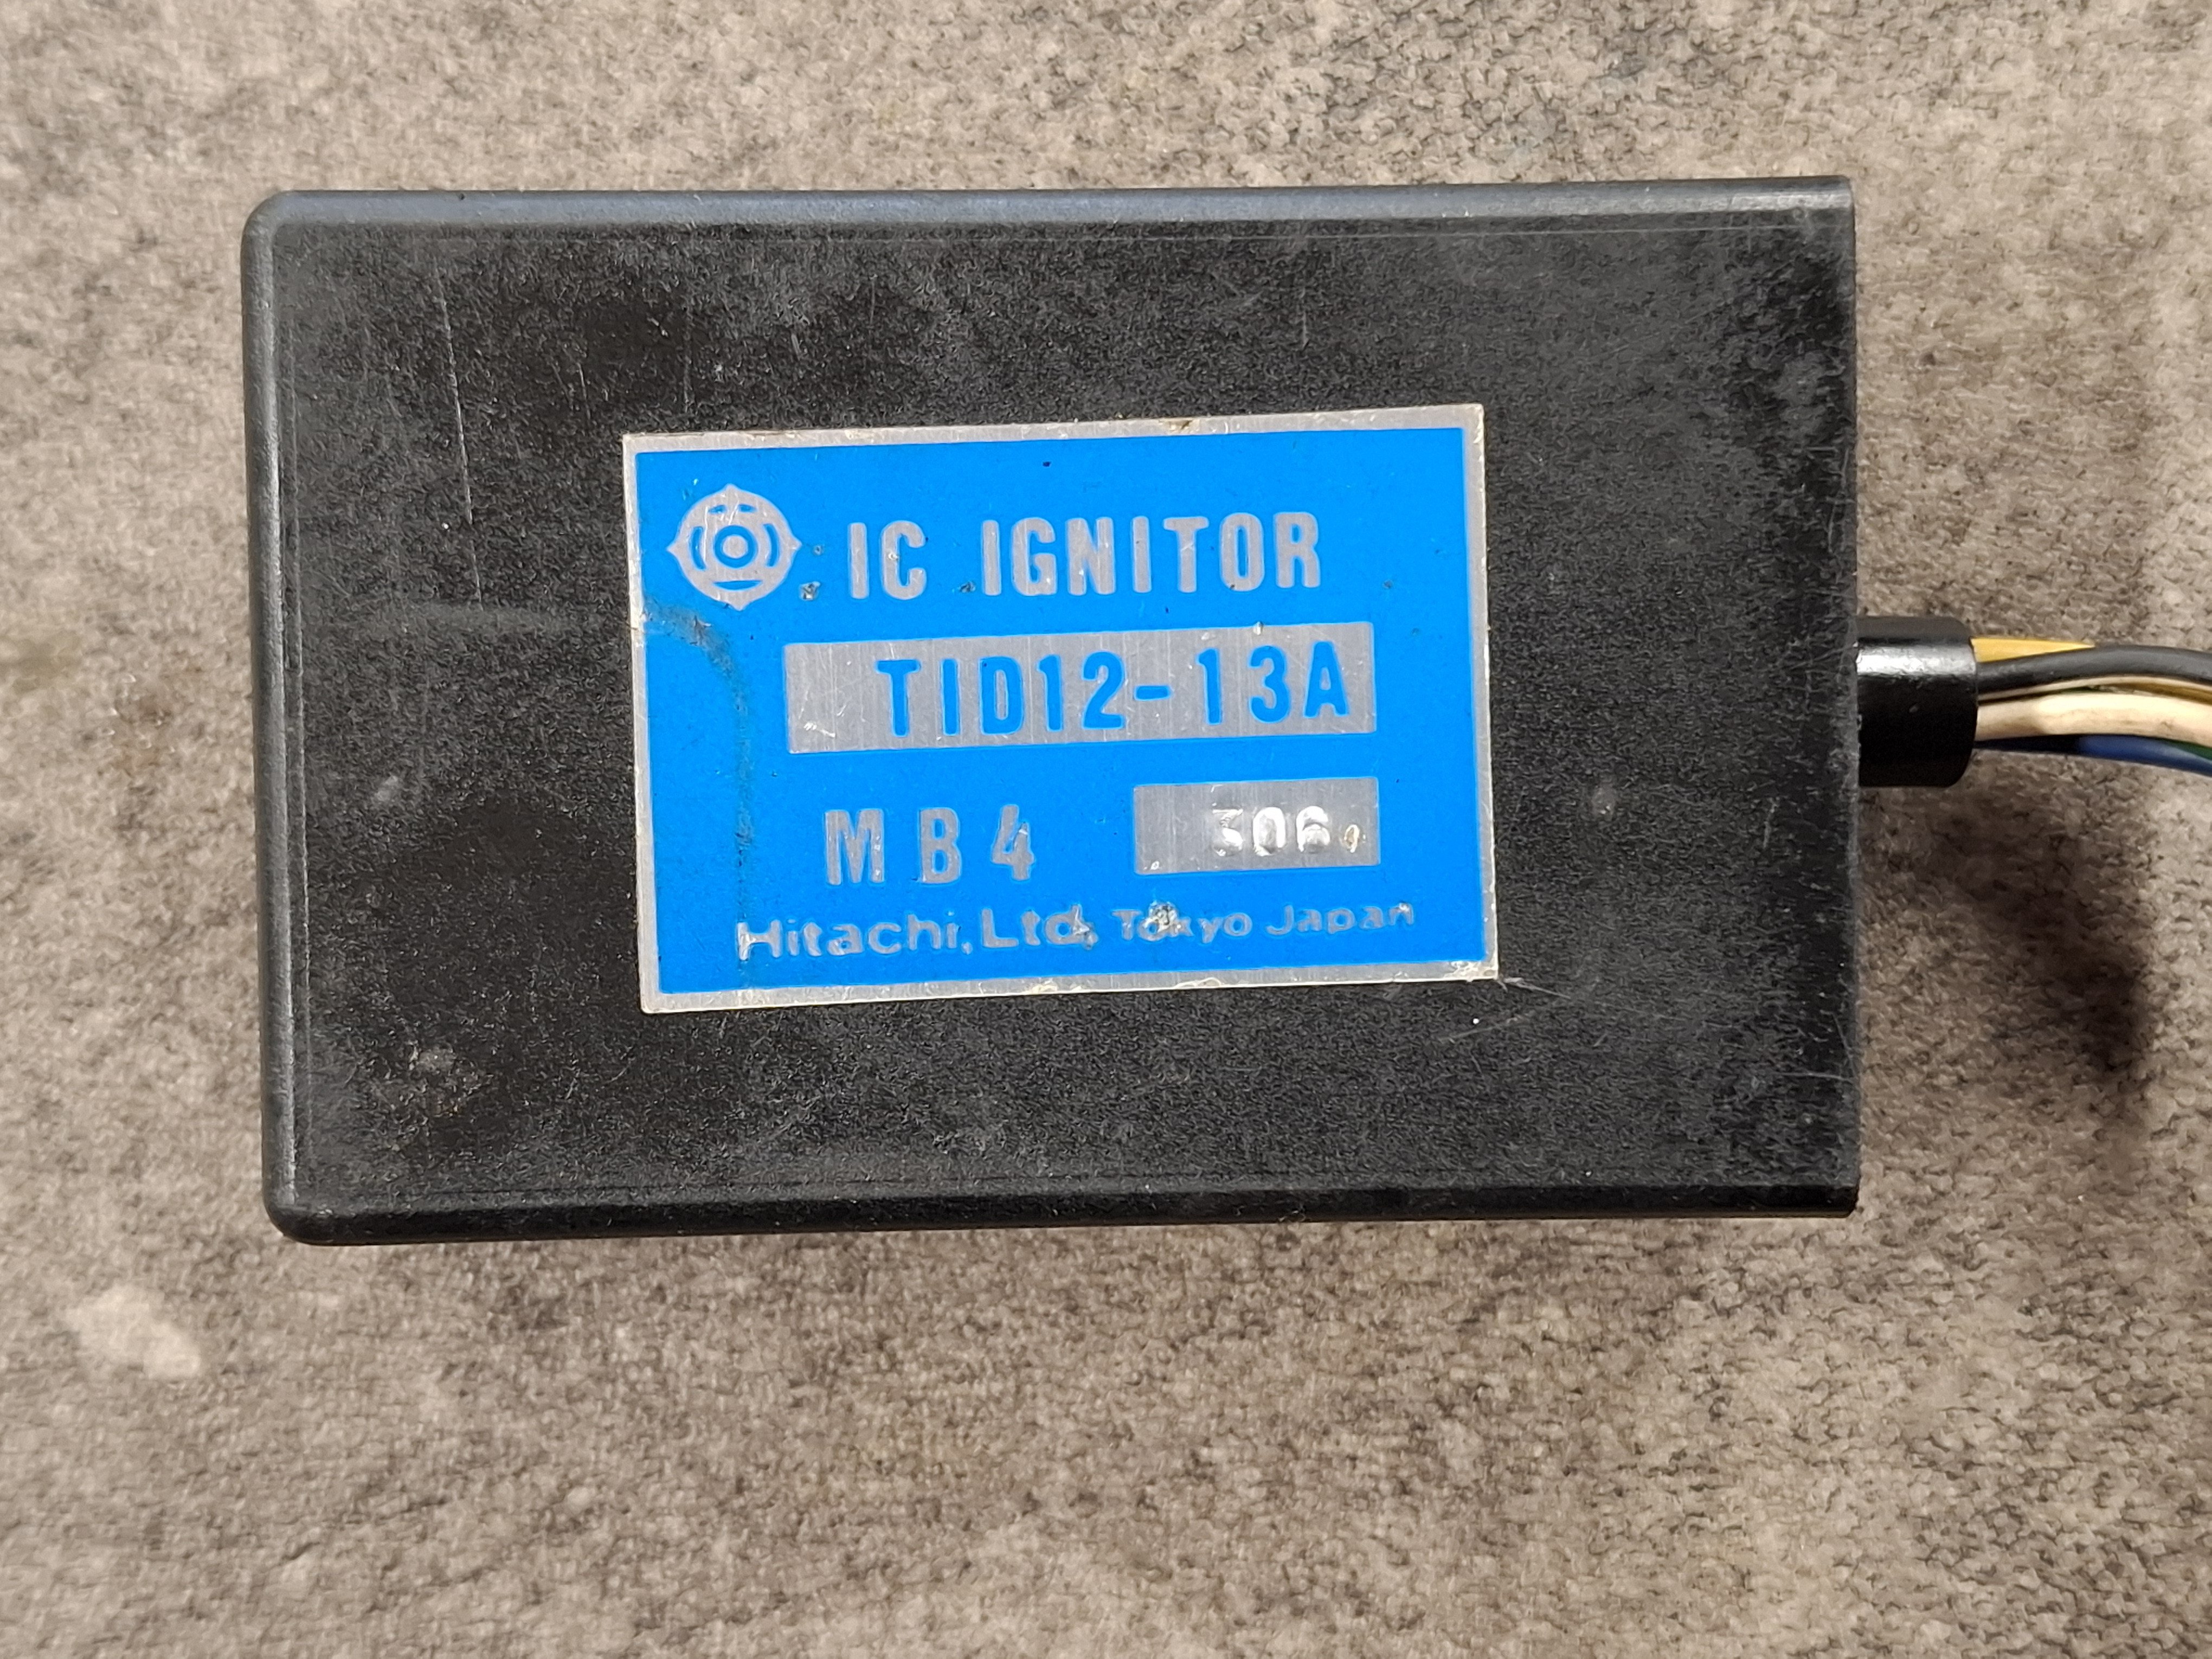 IC IGNITOR
TID12-13A
MB4 306
Hitachi, Ltd, Tokyo Japan